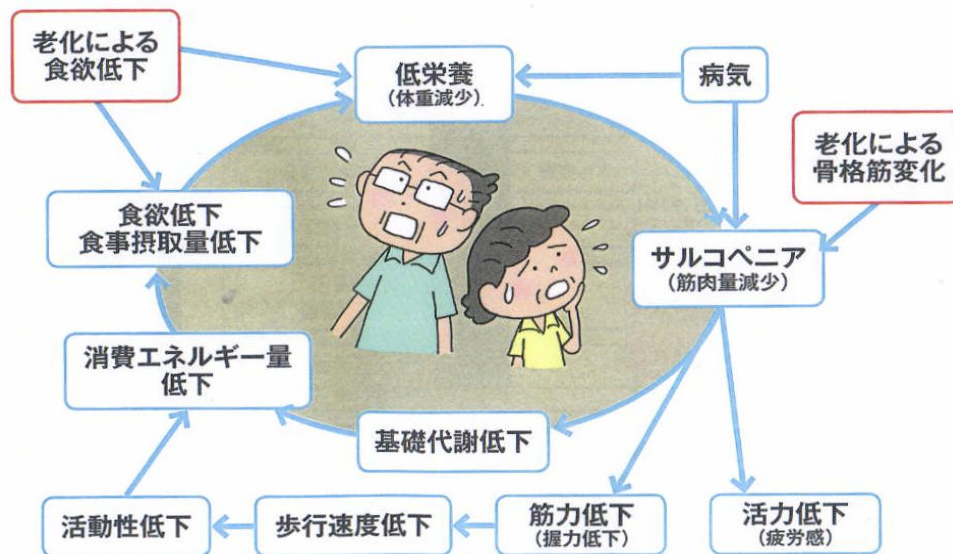 老化による
食欲低下
低栄養
(体重減少)
病気
老化による
骨格筋変化
食欲低下
食事摂取量低下
サルコペニア
(筋肉量減少)
消費エネルギー量
低下
基礎代謝低下
活動性低下
歩行速度低下
筋力低下
(握力低下)
活力低下
(疲労感)